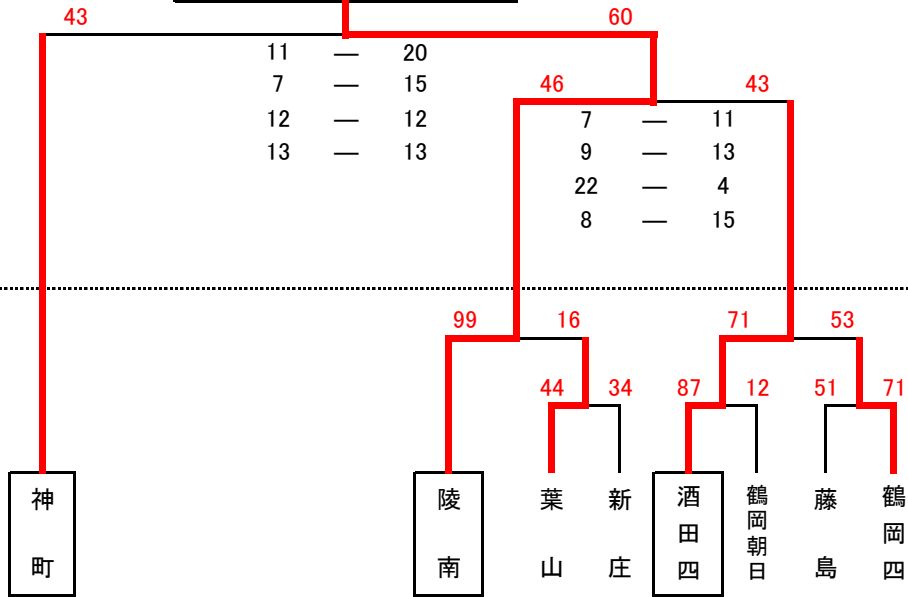 43 60
11 — 20
7 — 15
12 — 12
13 — 13
46 43
7 — 11
9 — 13
22 — 4
8 — 15
99 16 71 53
44 34 87 12 51 71
神町
陵南
葉山
新庄
酒田四
鶴岡朝日
藤島
鶴岡四